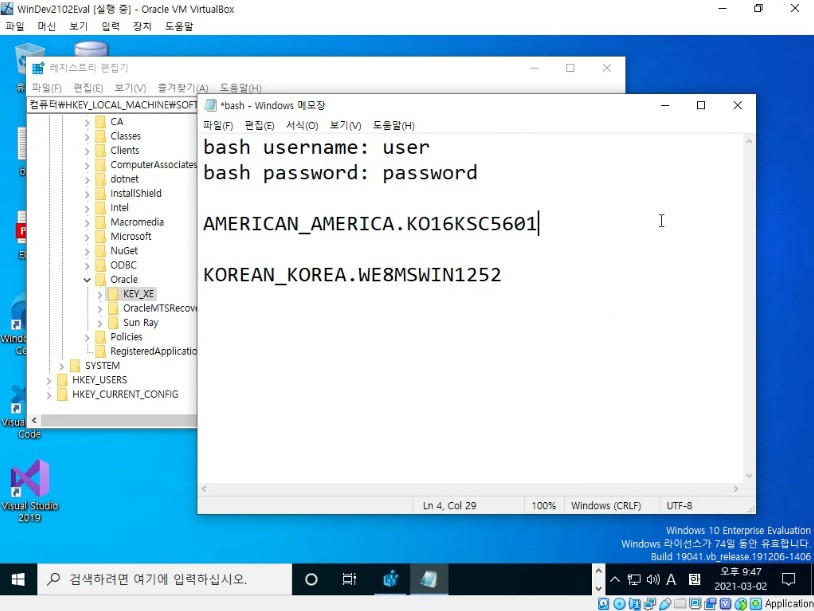 WinDev2102Eval [실행 중] - Oracle VM VirtualBox
파일 머신 보기 입력 장치 도움말
레지스트리 편집기
파일(F) 편집(E) 보기(V) 즐겨찾기(A) 도움말(H)
컴퓨터₩HKEY_LOCAL_MACHINE₩SOFT
CA
Classes
Clients
ComputerAssociates
dotnet
InstallShield
Intel
Macromedia
Microsoft
NuGet
ODBC
Oracle
KEY_XE
OracleMTSRecove
Sun Ray
Policies
RegisteredApplicatio
SYSTEM
HKEY_USERS
HKEY_CURRENT_CONFIG
*bash - Windows 메모장
파일(F) 편집(E) 서식(O) 보기(V) 도움말(H)
bash username: user
bash password: password
AMERICAN_AMERICA.KO16KSC5601
KOREAN_KOREA.WE8MSWIN1252
Ln 4, Col 29 100% Windows (CRLF) UTF-8
Code
Visual Studio
2019
Windows 10 Enterprise Evaluation
Windows 라이선스가 74일 동안 유효합니다.
Build 19041.vb_release.191206-1406
검색하려면 여기에 입력하십시오.
A
오후 9:47
2021-03-02
Application